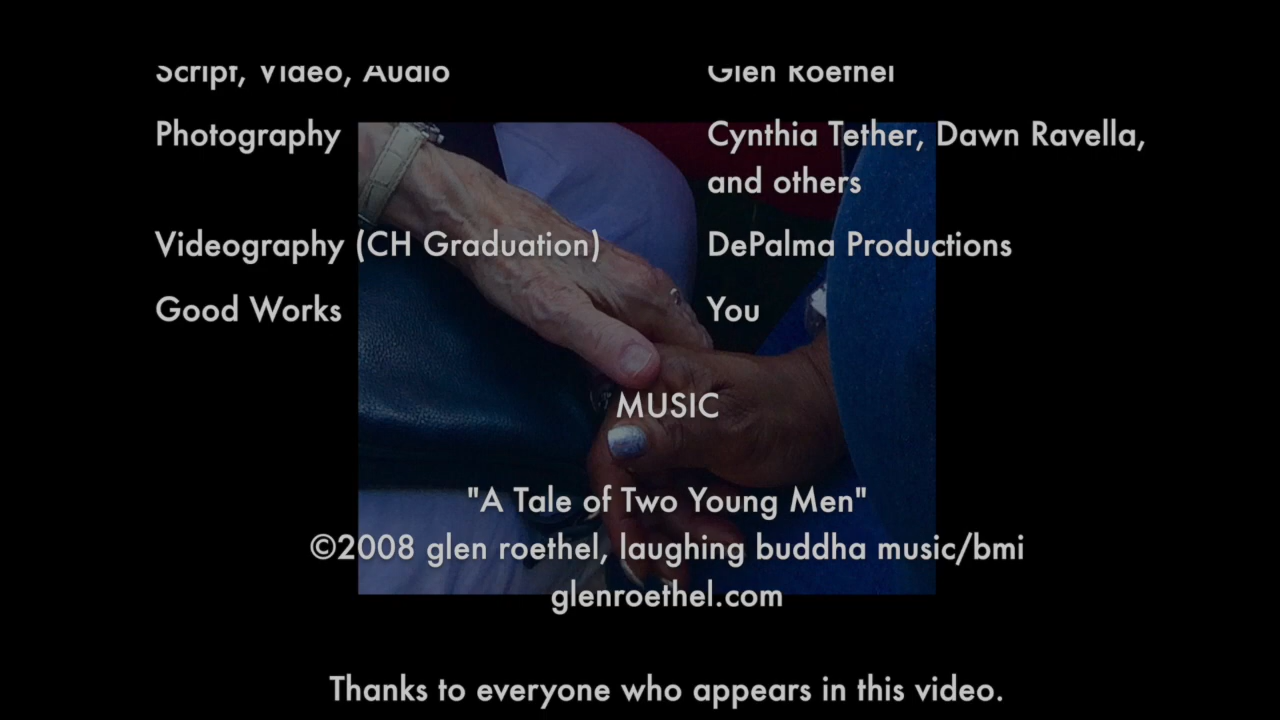 Script, Video, Audio Glen Roethel
Photography Cynthia Tether, Dawn Ravella,
and others
Videography (CH Graduation) DePalma Productions
Good Works You
MUSIC
"A Tale of Two Young Men"
©2008 glen roethel, laughing buddha music/bmi
glenroethel.com
Thanks to everyone who appears in this video.